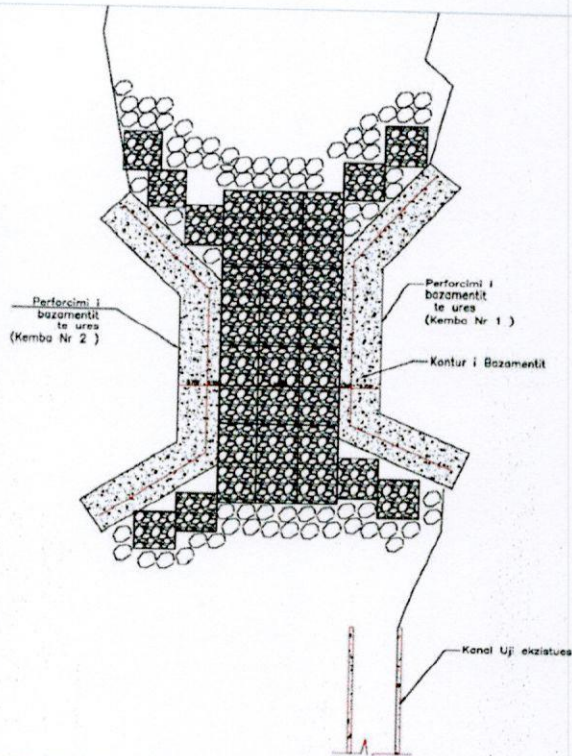 Perforcimi i
bazamentit
te ures
(Kemba Nr 2 )
Perforcimi i
bazamentit
te ures
(Kemba Nr 1 )
Kontur i Bazamentit
Kanal Uji ekzistues